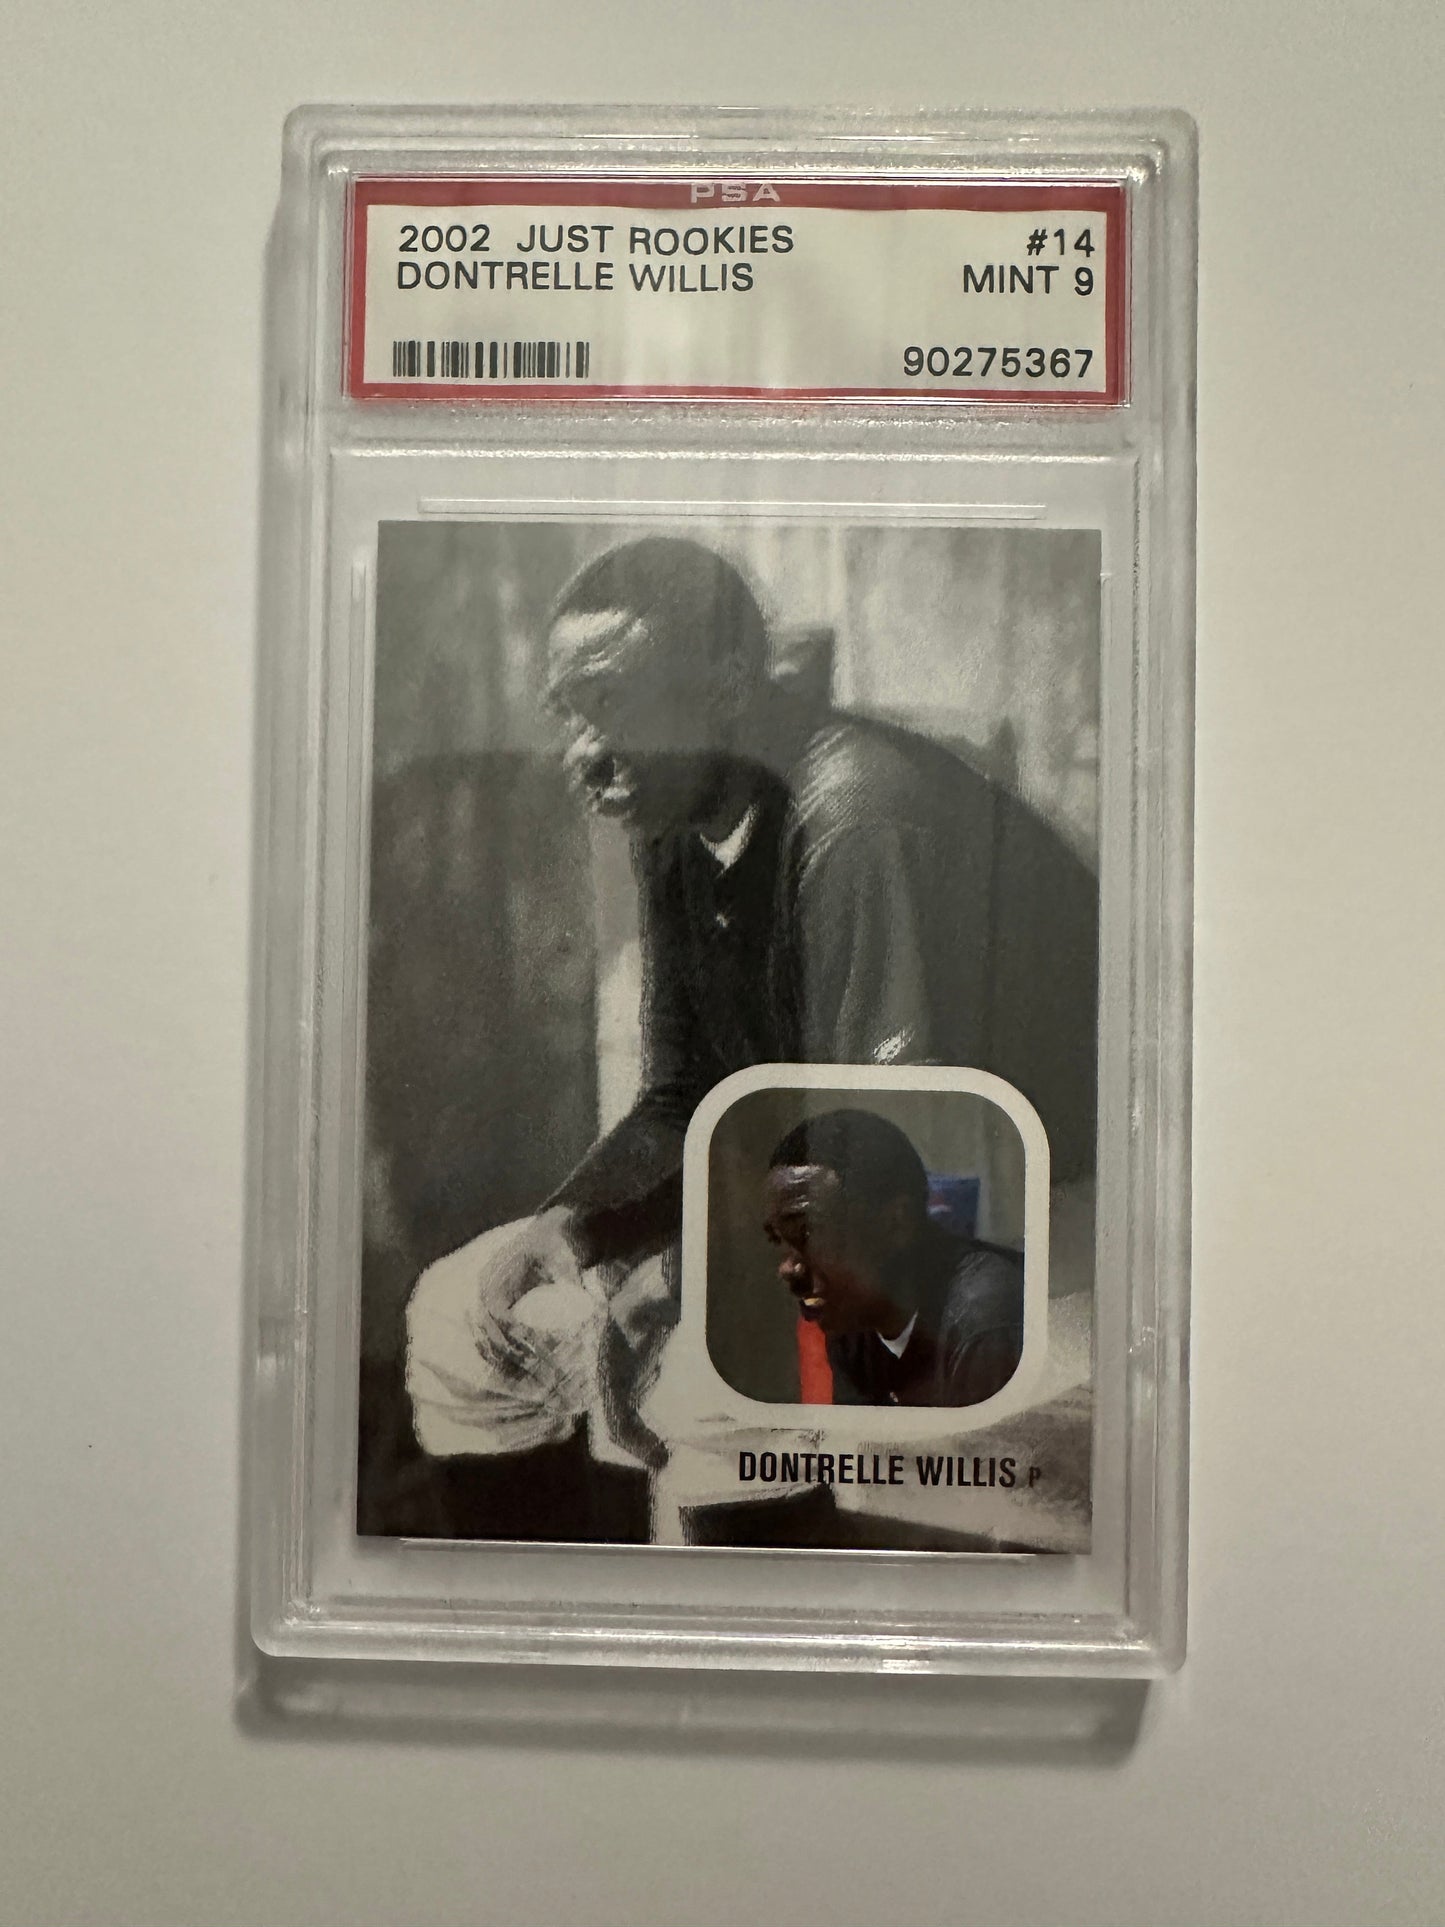 PSA
2002 JUST ROOKIES #14
DONTRELLE WILLIS MINT 9
90275367
DONTRELLE WILLIS P